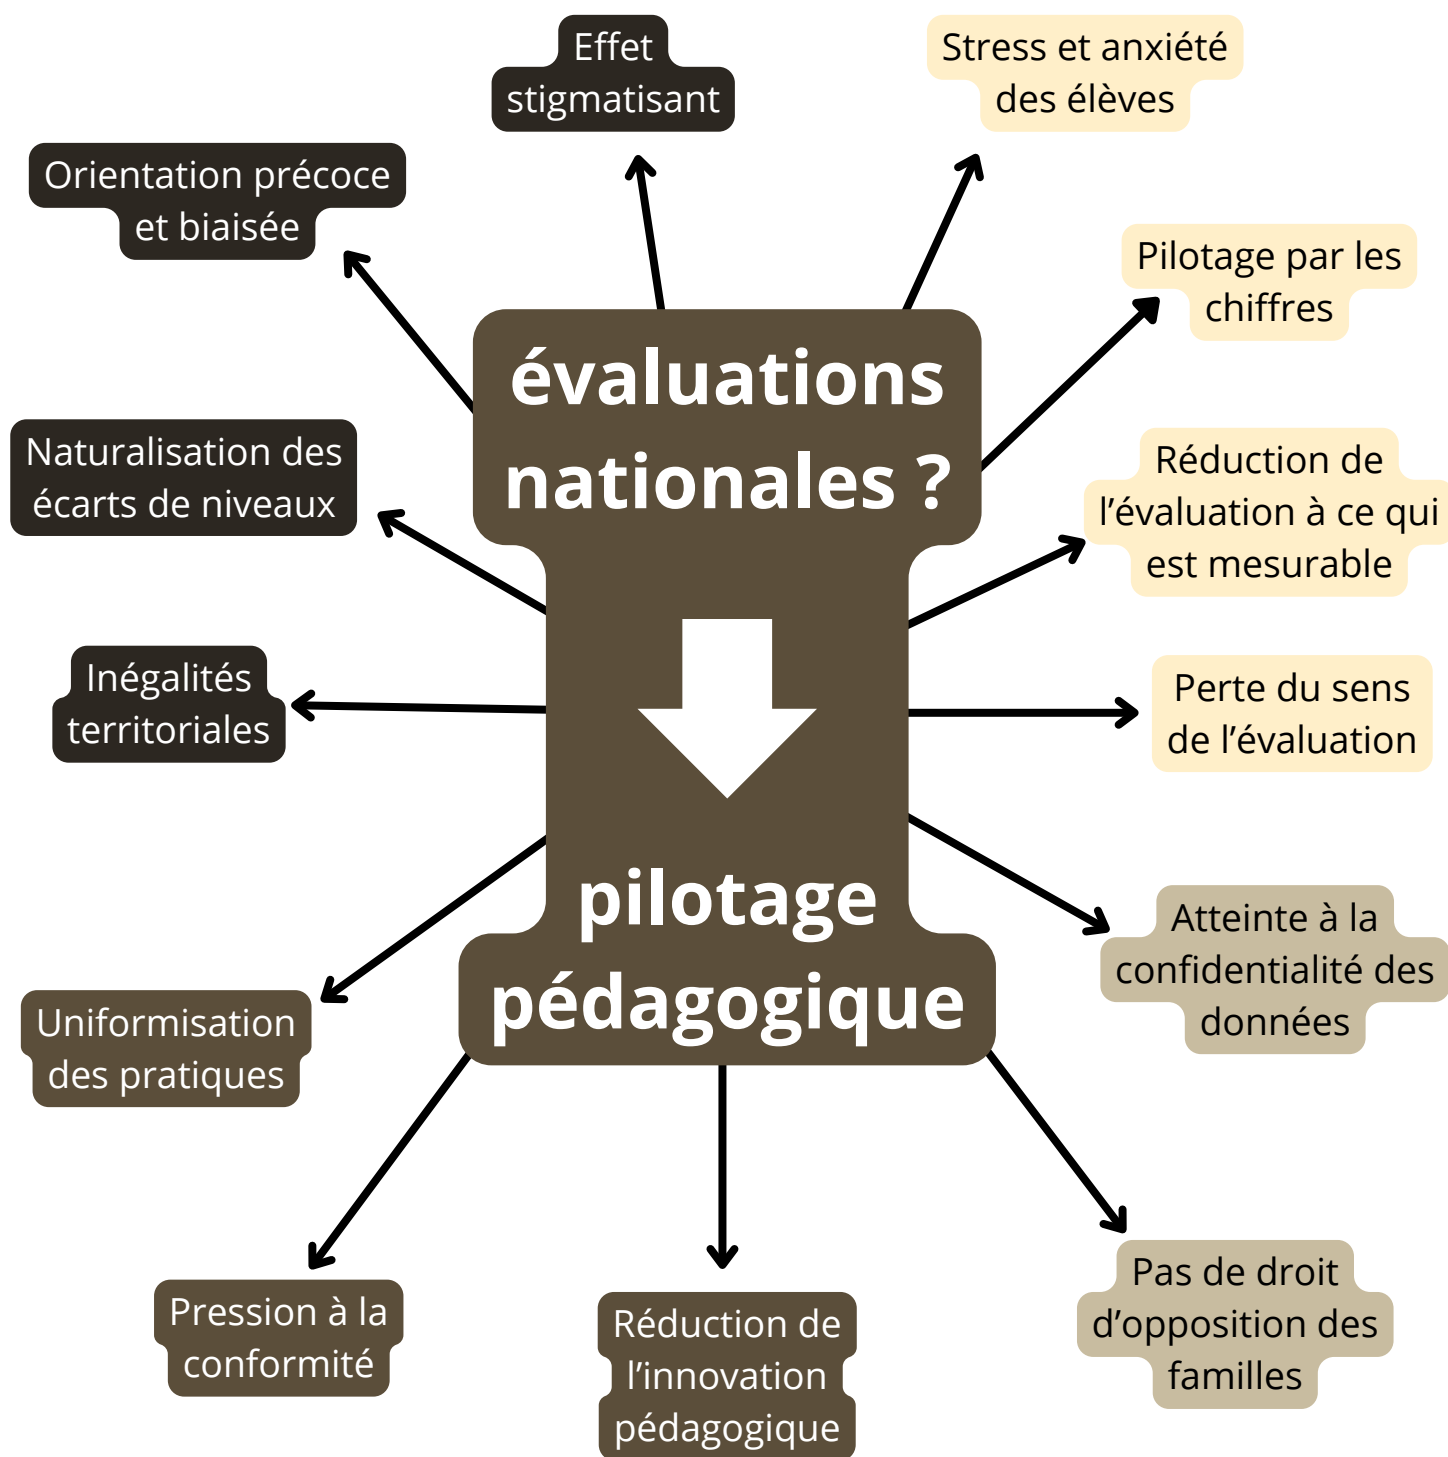 Effet
stigmatisant
Stress et anxiété
des élèves
Orientation précoce
et biaisée
Pilotage par les
chiffres
évaluations
nationales ?
Naturalisation des
écarts de niveaux
Réduction de
l’évaluation à ce qui
est mesurable
Inégalités
territoriales
Perte du sens
de l’évaluation
pilotage
pédagogique
Atteinte à la
confidentialité des
données
Uniformisation
des pratiques
Pression à la
conformité
Réduction de
l’innovation
pédagogique
Pas de droit
d’opposition des
familles